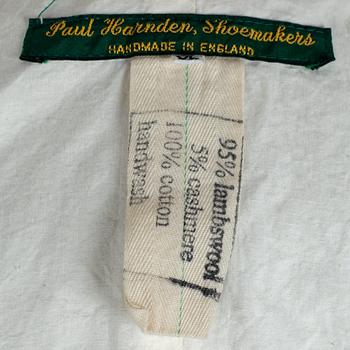 Paul Harnden, Shoemakers
HANDMADE IN ENGLAND
95% lambswool
5% cashmere
100% cotton
handwash